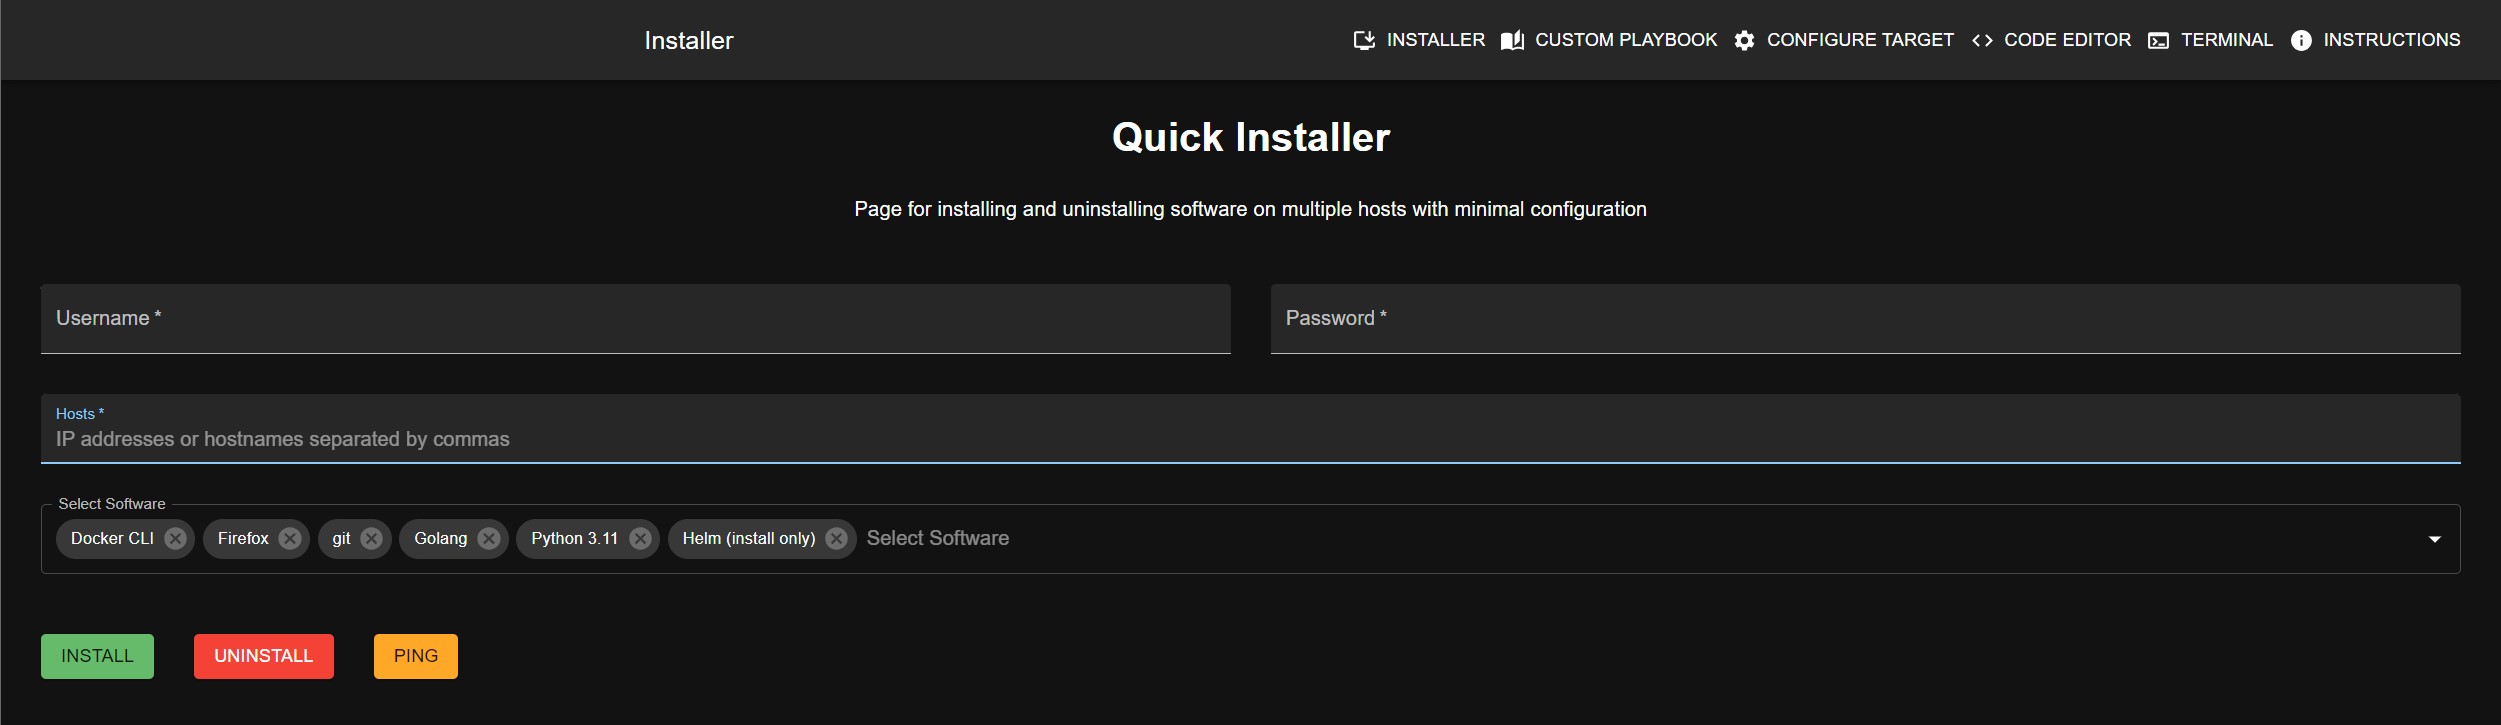 Installer
INSTALLER
CUSTOM PLAYBOOK
CONFIGURE TARGET
CODE EDITOR
TERMINAL
INSTRUCTIONS
Quick Installer
Page for installing and uninstalling software on multiple hosts with minimal configuration
Username *
Password *
Hosts *
IP addresses or hostnames separated by commas
Select Software
Docker CLI
Firefox
git
Golang
Python 3.11
Helm (install only)
Select Software
INSTALL
UNINSTALL
PING